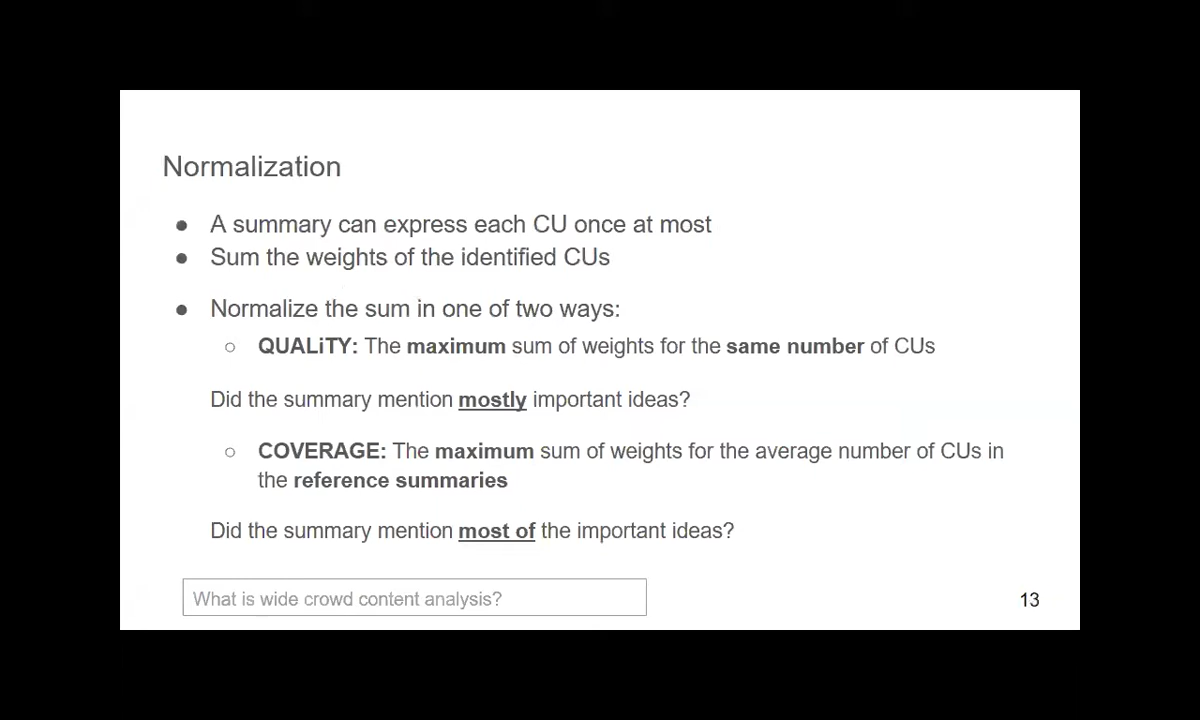 Normalization
● A summary can express each CU once at most
● Sum the weights of the identified CUs
● Normalize the sum in one of two ways:
○ QUALiTY: The maximum sum of weights for the same number of CUs
Did the summary mention mostly important ideas?
○ COVERAGE: The maximum sum of weights for the average number of CUs in
the reference summaries
Did the summary mention most of the important ideas?
What is wide crowd content analysis?
13